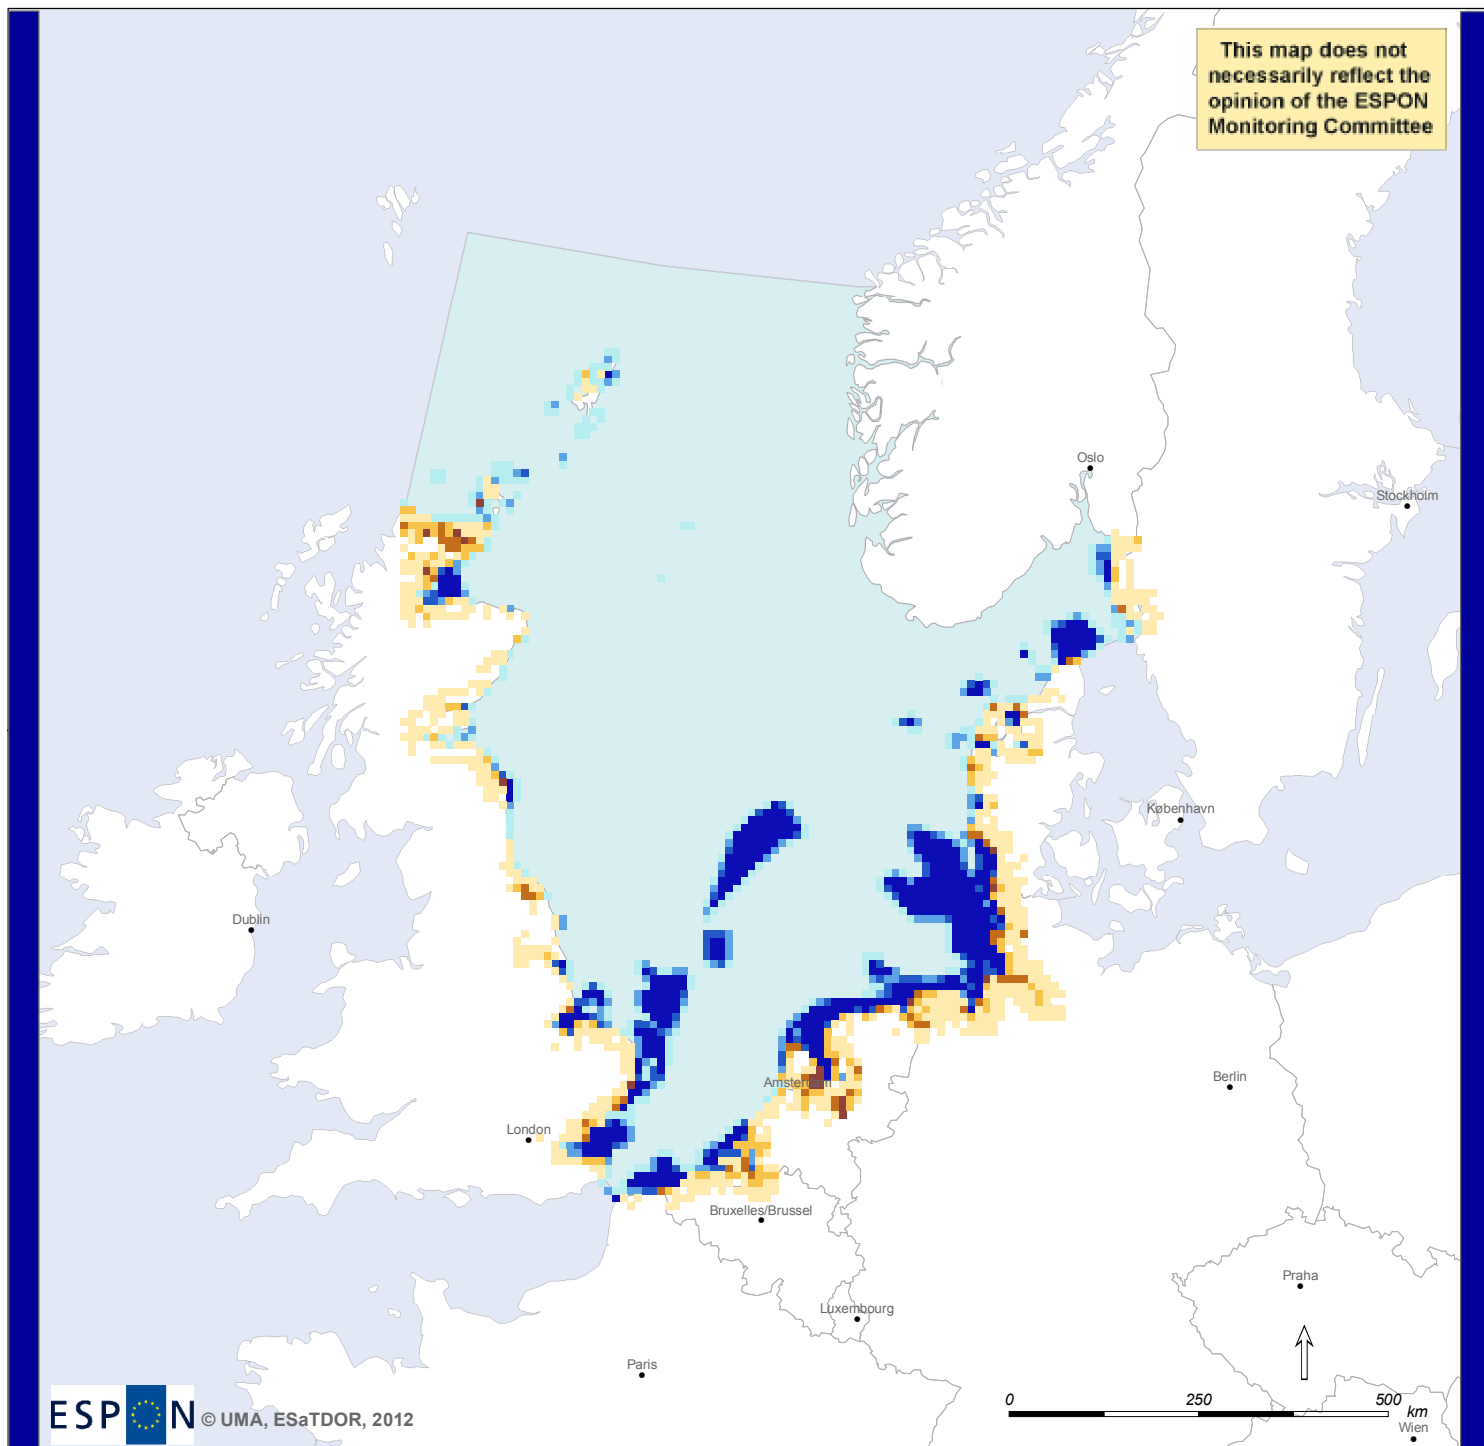 This map does not
necessarily reflect the
opinion of the ESPON
Monitoring Committee
Oslo
Stockholm
København
Dublin
Berlin
Amsterdam
London
Bruxelles/Brussel
Praha
Luxembourg
Paris
0 250 500
km
ESPON © UMA, ESaTDOR, 2012
Wien